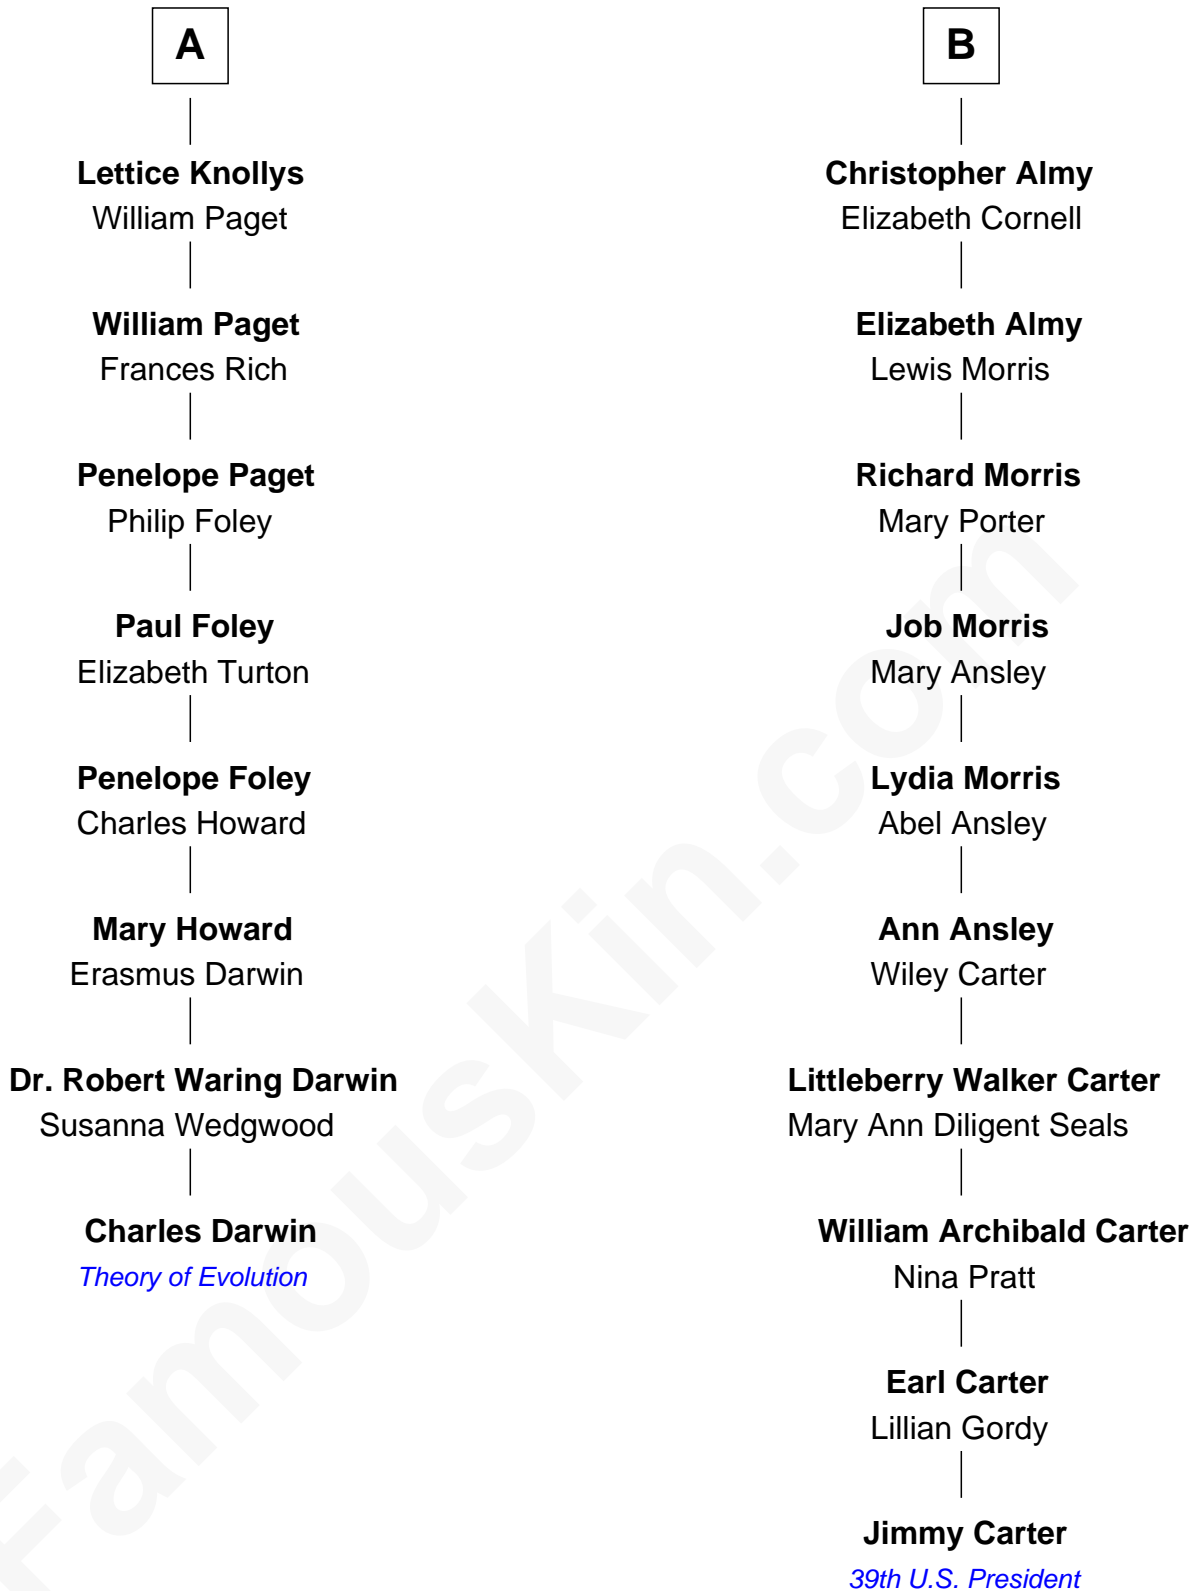 A
Lettice Knollys
William Paget
William Paget
Frances Rich
Penelope Paget
Philip Foley
Paul Foley
Elizabeth Turton
Penelope Foley
Charles Howard
Mary Howard
Erasmus Darwin
Dr. Robert Waring Darwin
Susanna Wedgwood
Charles Darwin
Theory of Evolution
B
Christopher Almy
Elizabeth Cornell
Elizabeth Almy
Lewis Morris
Richard Morris
Mary Porter
Job Morris
Mary Ansley
Lydia Morris
Abel Ansley
Ann Ansley
Wiley Carter
Littleberry Walker Carter
Mary Ann Diligent Seals
William Archibald Carter
Nina Pratt
Earl Carter
Lillian Gordy
Jimmy Carter
39th U.S. President
FamousKin.com